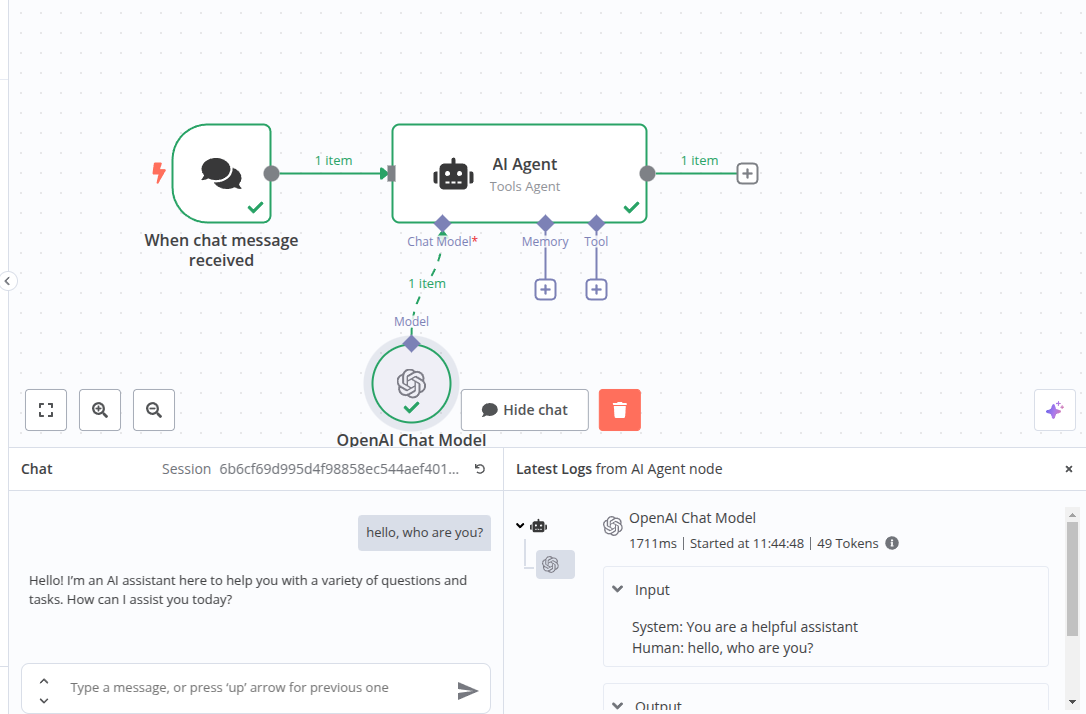 1 item
1 item
AI Agent
Tools Agent
When chat message
received
Chat Model*
Memory
Tool
1 item
Model
Hide chat
OpenAI Chat Model
Chat
Session 6b6cf69d995d4f98858ec544aef401...
Latest Logs from AI Agent node
hello, who are you?
Hello! I'm an AI assistant here to help you with a variety of questions and
tasks. How can I assist you today?
Type a message, or press ‘up’ arrow for previous one
OpenAI Chat Model
1711ms | Started at 11:44:48 | 49 Tokens
Input
System: You are a helpful assistant
Human: hello, who are you?
Output